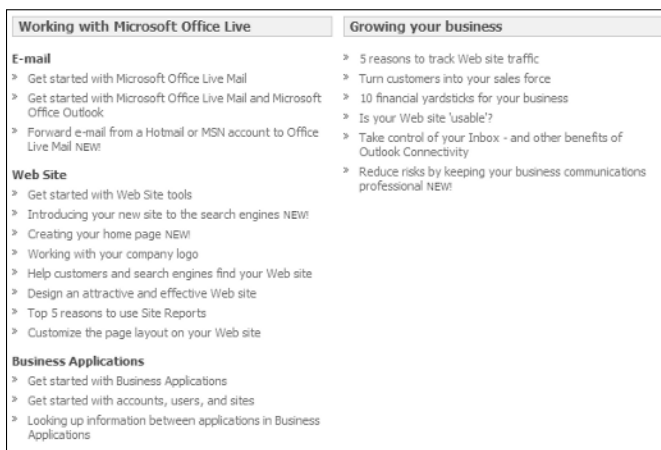 Working with Microsoft Office Live
E-mail
» Get started with Microsoft Office Live Mail
» Get started with Microsoft Office Live Mail and Microsoft
Office Outlook
» Forward e-mail from a Hotmail or MSN account to Office
Live Mail NEW!
Web Site
» Get started with Web Site tools
» Introducing your new site to the search engines NEW!
» Creating your home page NEW!
» Working with your company logo
» Help customers and search engines find your Web site
» Design an attractive and effective Web site
» Top 5 reasons to use Site Reports
» Customize the page layout on your Web site
Business Applications
» Get started with Business Applications
» Get started with accounts, users, and sites
» Looking up information between applications in Business
Applications
Growing your business
» 5 reasons to track Web site traffic
» Turn customers into your sales force
» 10 financial yardsticks for your business
» Is your Web site 'usable'?
» Take control of your Inbox - and other benefits of
Outlook Connectivity
» Reduce risks by keeping your business communications
professional NEW!